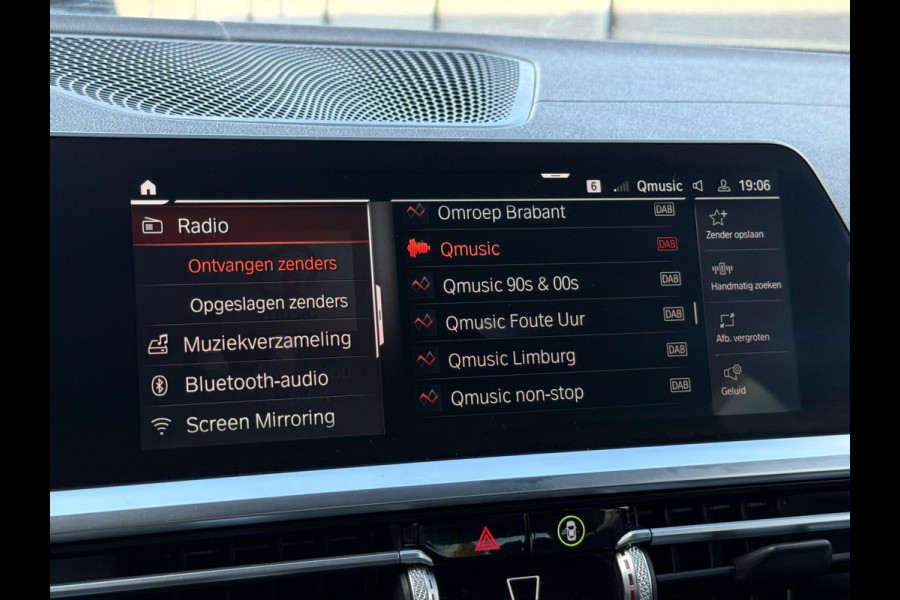 6 Qmusic 19:06
Radio
Ontvangen zenders
Opgeslagen zenders
Muziekverzameling
Bluetooth-audio
Screen Mirroring
Omroep Brabant DAB
Qmusic DAB
Qmusic 90s & 00s DAB
Qmusic Foute Uur DAB
Qmusic Limburg DAB
Qmusic non-stop DAB
Zender opslaan
Handmatig zoeken
Afb. vergroten
Geluid